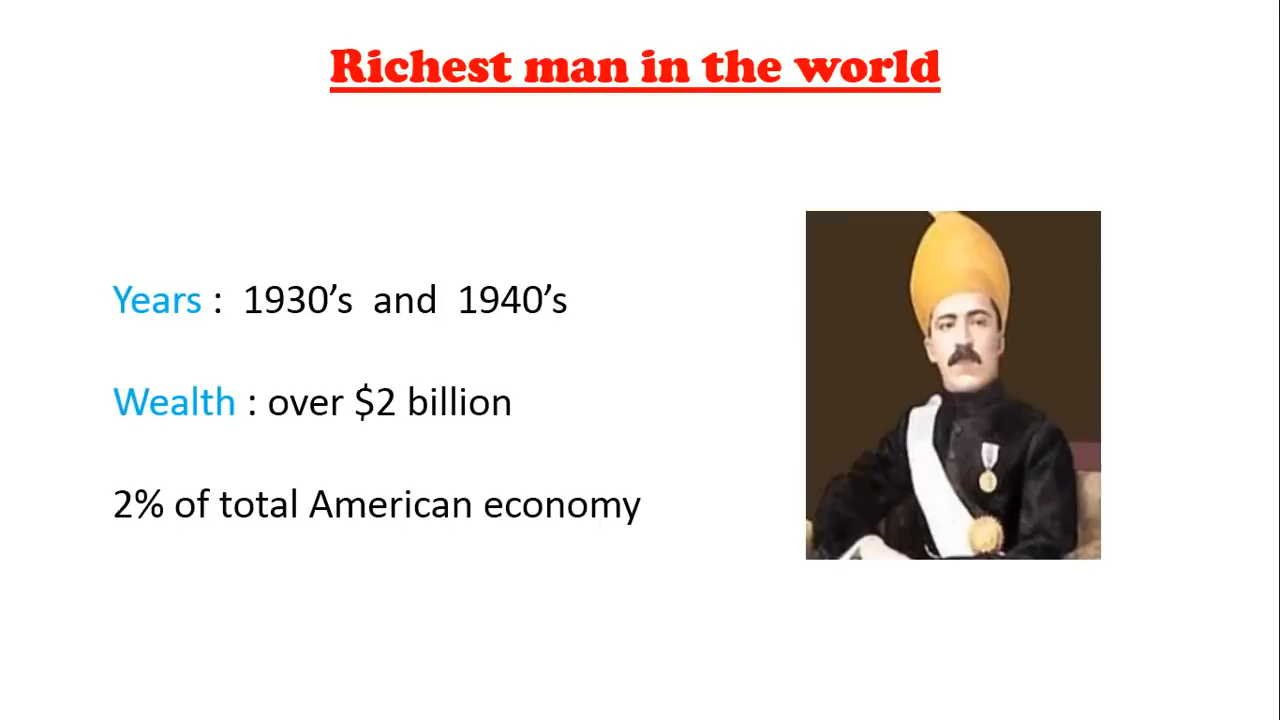 Richest man in the world
Years : 1930’s and 1940’s
Wealth : over $2 billion
2% of total American economy